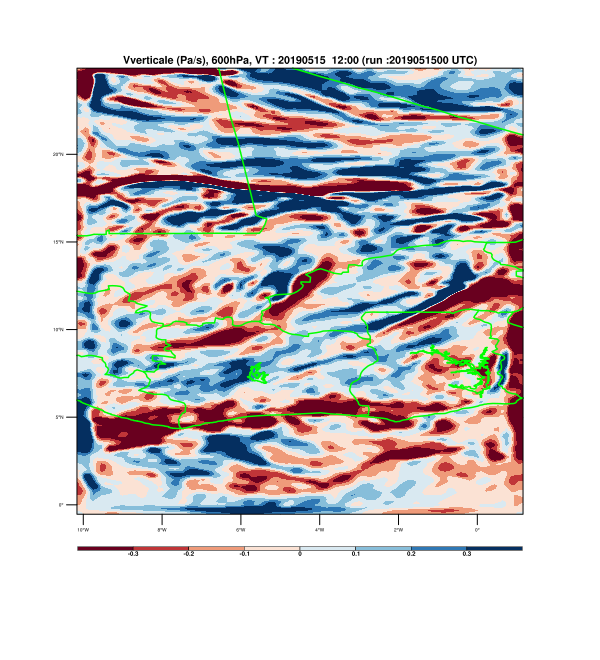 Vverticale (Pa/s), 600hPa, VT : 20190515  12:00 (run :2019051500 UTC)
20°N
15°N
10°N
5°N
0°
10°W 8°W 6°W 4°W 2°W 0°
-0.3 -0.2 -0.1 0 0.1 0.2 0.3